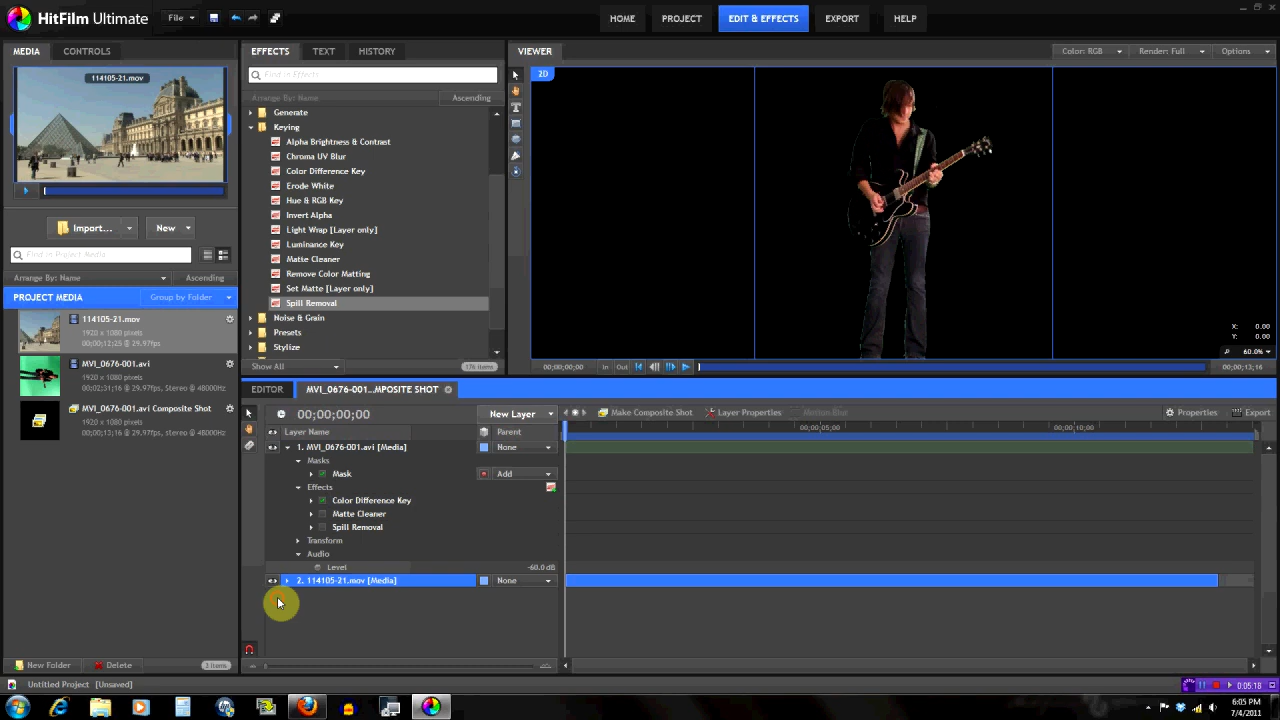 HitFilm Ultimate
File
HOME
PROJECT
EDIT & EFFECTS
EXPORT
HELP
MEDIA
CONTROLS
114105-21.mov
Import...
New
Find in Project Media
Arrange By: Name
Ascending
PROJECT MEDIA
Group by Folder
114105-21.mov
1920 x 1080 pixels
00;00;12;25 @ 29.97fps
MVI_0676-001.avi
1920 x 1080 pixels
00;02;31;16 @ 29.97fps, Stereo @ 48000Hz
MVI_0676-001.avi Composite Shot
1920 x 1080 pixels
00;00;13;16 @ 29.97fps, Stereo @ 48000Hz
New Folder
Delete
3 items
EFFECTS
TEXT
HISTORY
Find in Effects
Arrange By: Name
Ascending
Generate
Keying
Alpha Brightness & Contrast
Chroma UV Blur
Color Difference Key
Erode White
Hue & RGB Key
Invert Alpha
Light Wrap [Layer only]
Luminance Key
Matte Cleaner
Remove Color Matting
Set Matte [Layer only]
Spill Removal
Noise & Grain
Presets
Stylize
Show All
176 items
VIEWER
Color: RGB
Render: Full
Options
2D
X: 0.00
Y: 0.00
60.0%
00;00;00;00
In
Out
00;00;13;16
EDITOR
MVI_0676-001...MPOSITE SHOT
00;00;00;00
New Layer
Make Composite Shot
Layer Properties
Motion Blur
Properties
Export
Layer Name
Parent
00;00;05;00
00;00;10;00
1. MVI_0676-001.avi [Media]
None
Masks
Mask
Add
Effects
Color Difference Key
Matte Cleaner
Spill Removal
Transform
Audio
Level
-60.0 dB
2. 114105-21.mov [Media]
None
Untitled Project [Unsaved]
0:05:18
6:05 PM
7/4/2011